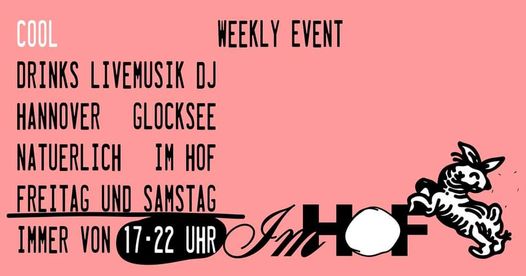 COOL WEEKLY EVENT
DRINKS LIVEMUSIK DJ
HANNOVER GLOCKSEE
NATUERLICH IM HOF
FREITAG UND SAMSTAG
IMMER VON 17-22 UHR
Im HOF